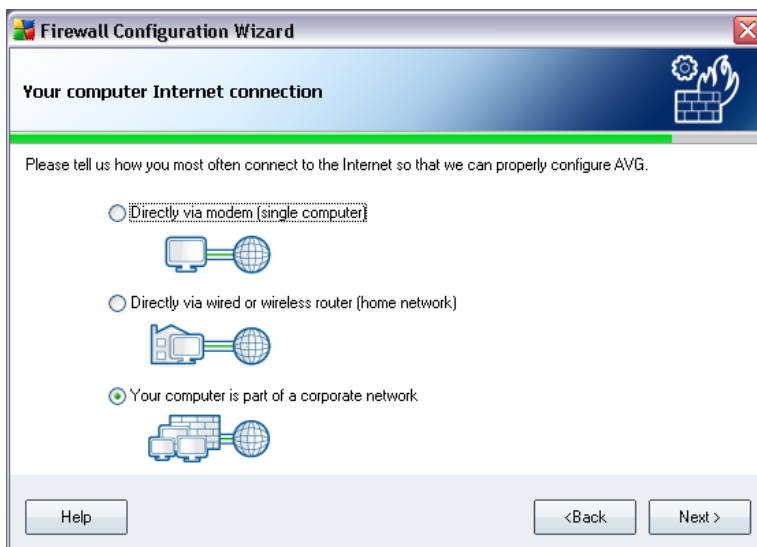 Firewall Configuration Wizard
Your computer Internet connection
Please tell us how you most often connect to the Internet so that we can properly configure AVG.
Directly via modem (single computer)
Directly via wired or wireless router (home network)
Your computer is part of a corporate network
Help
<Back
Next >